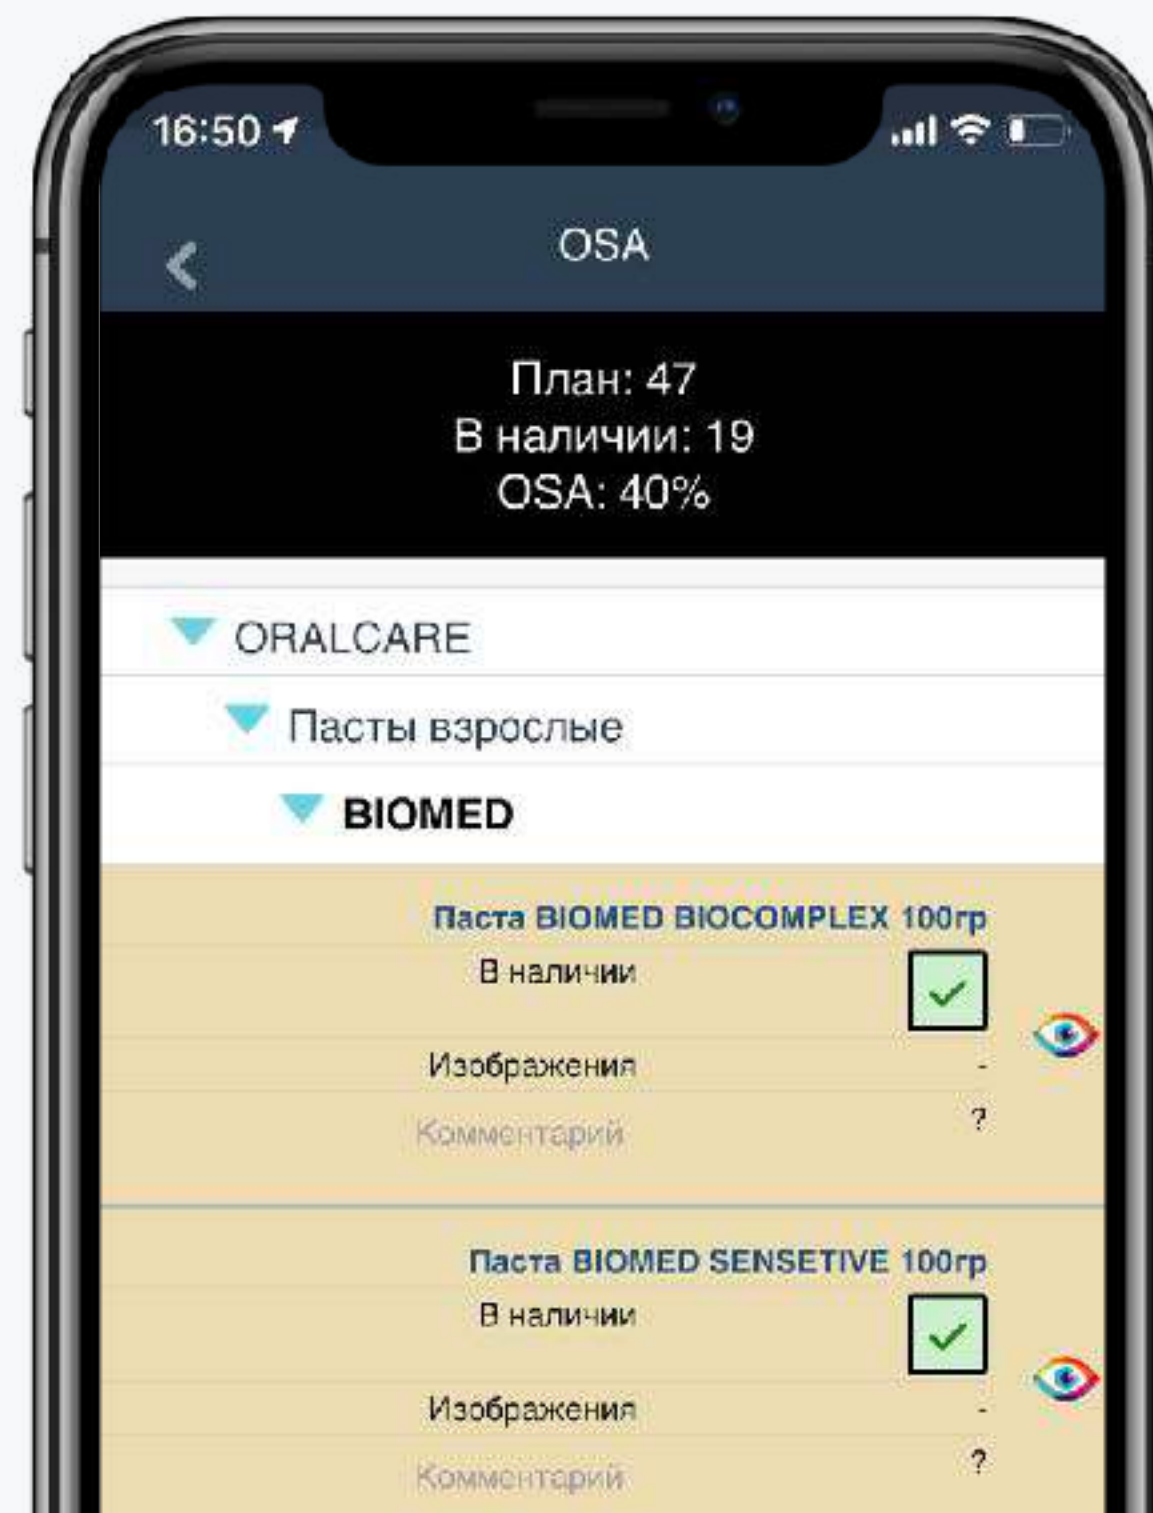 16:50
OSA
План: 47
В наличии: 19
OSA: 40%
ORALCARE
Пасты взрослые
BIOMED
Паста BIOMED BIOCOMPLEX 100гр
В наличии
Изображения -
Комментарий ?
Паста BIOMED SENSETIVE 100гр
В наличии
Изображения -
Комментарий ?